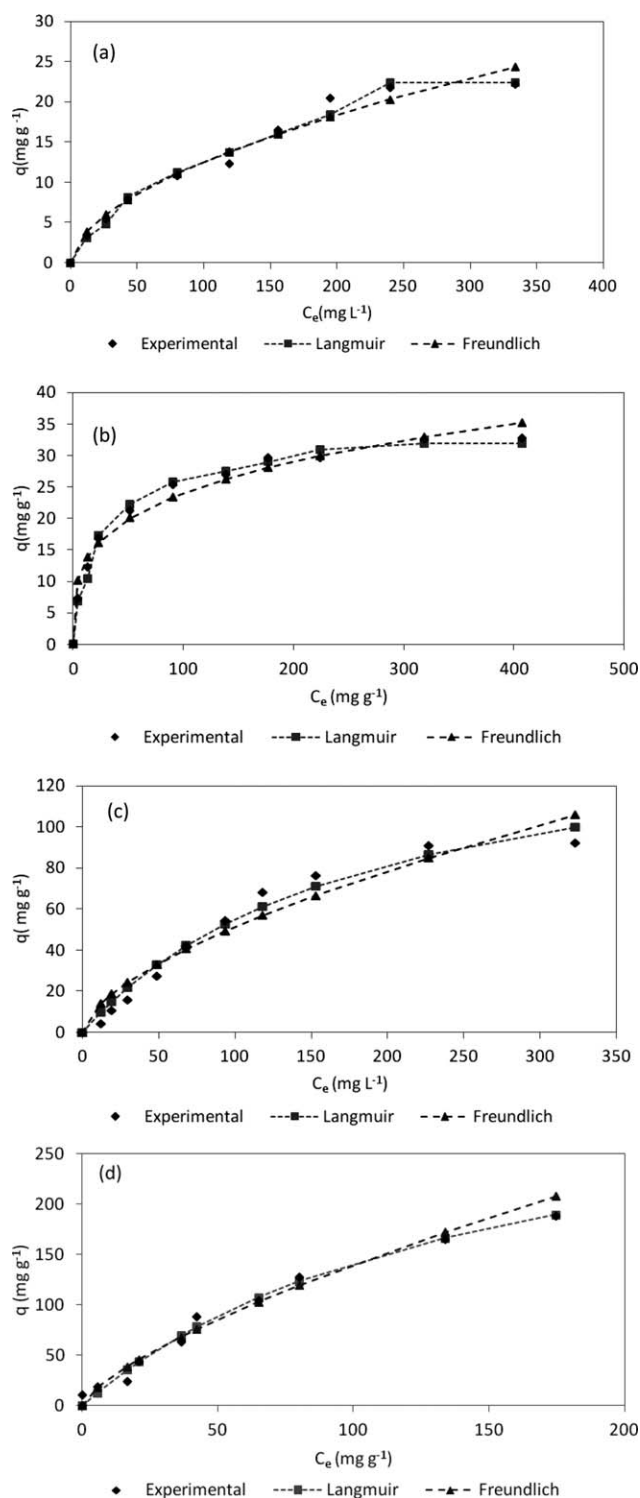 (a)
30
25
20
15
10
5
0
q(mg g⁻¹)
0 50 100 150 200 250 300 350 400
Cₑ(mg L⁻¹)
Experimental Langmuir Freundlich
(b)
40
35
30
25
20
15
10
5
0
q(mg g⁻¹)
0 100 200 300 400 500
Cₑ (mg g⁻¹)
Experimental Langmuir Freundlich
(c)
120
100
80
60
40
20
0
q( mg g⁻¹)
0 50 100 150 200 250 300 350
Cₑ (mg L⁻¹)
Experimental Langmuir Freundlich
(d)
250
200
150
100
50
0
q (mg g⁻¹)
0 50 100 150 200
Cₑ (mg g⁻¹)
Experimental Langmuir Freundlich